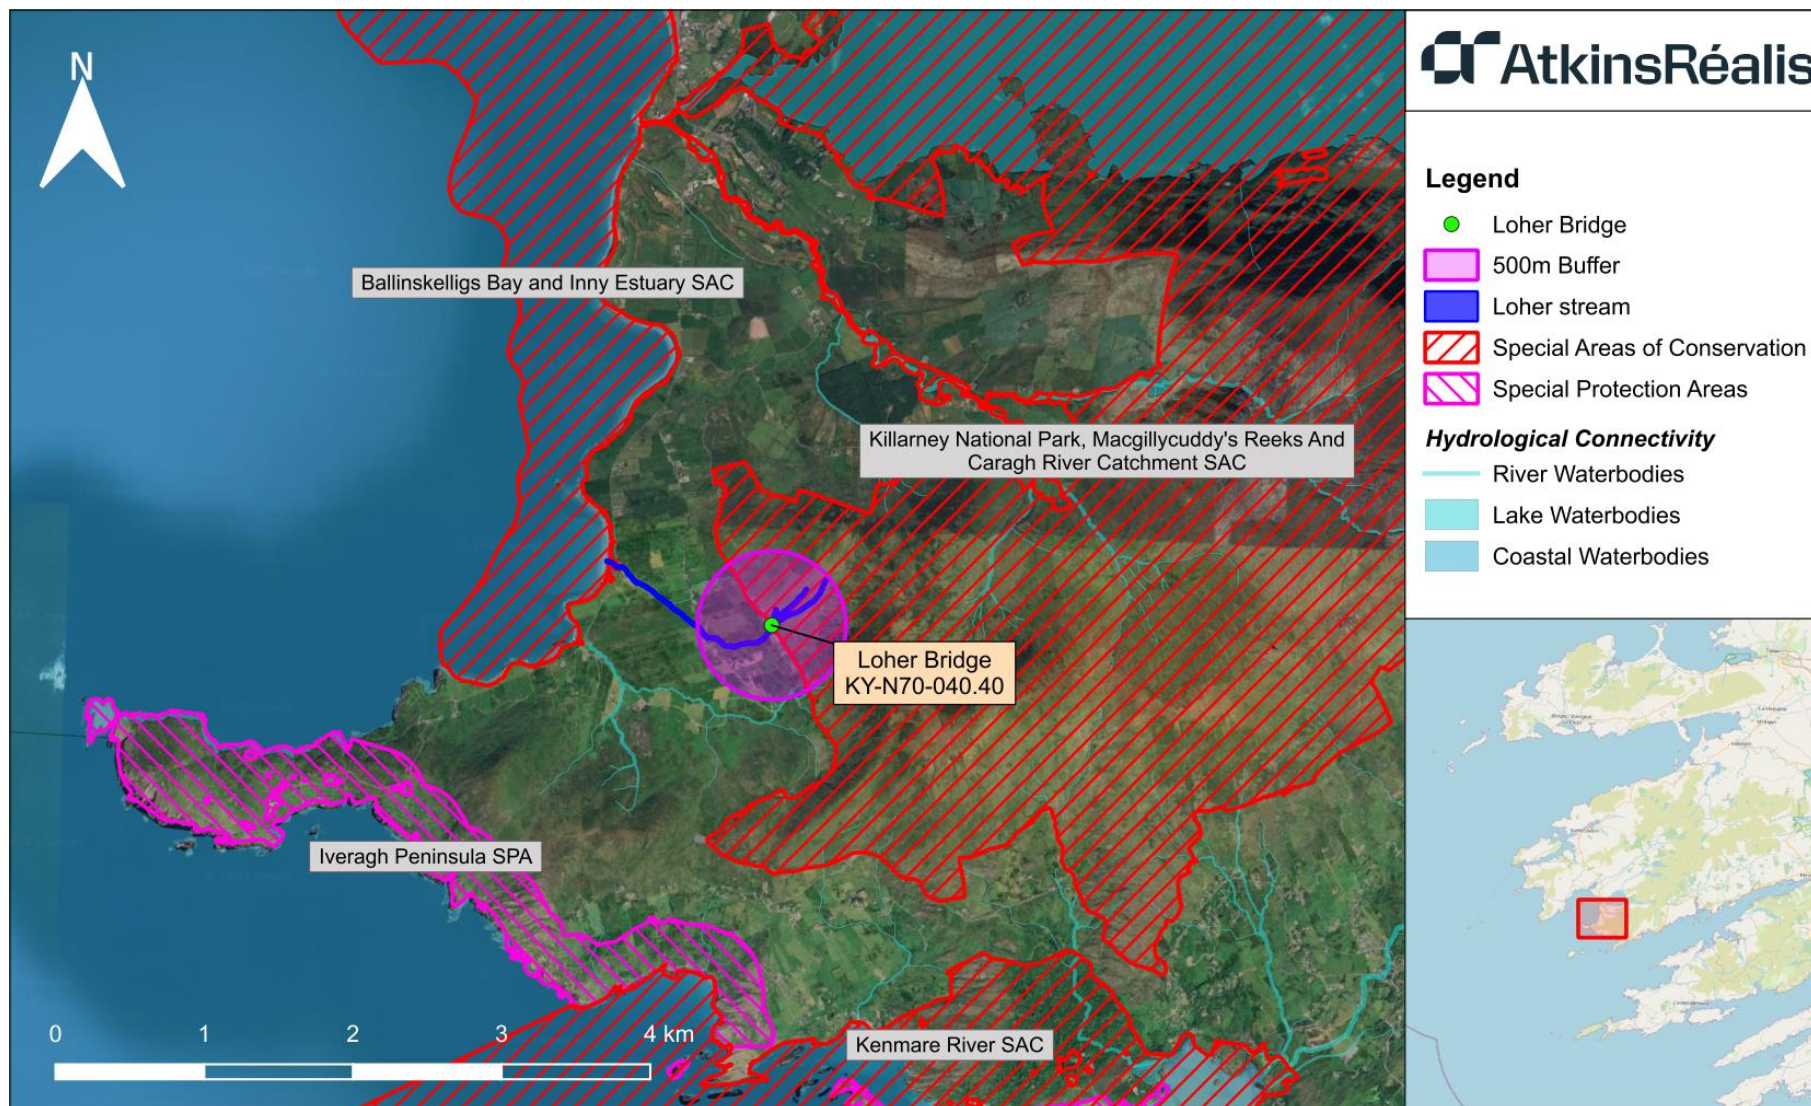 N
AtkinsRéalis
Legend
Loher Bridge
500m Buffer
Loher stream
Special Areas of Conservation
Special Protection Areas
Hydrological Connectivity
River Waterbodies
Lake Waterbodies
Coastal Waterbodies
Ballinskelligs Bay and Inny Estuary SAC
Killarney National Park, Macgillycuddy's Reeks And
Caragh River Catchment SAC
Loher Bridge
KY-N70-040.40
Iveragh Peninsula SPA
Kenmare River SAC
0 1 2 3 4 km